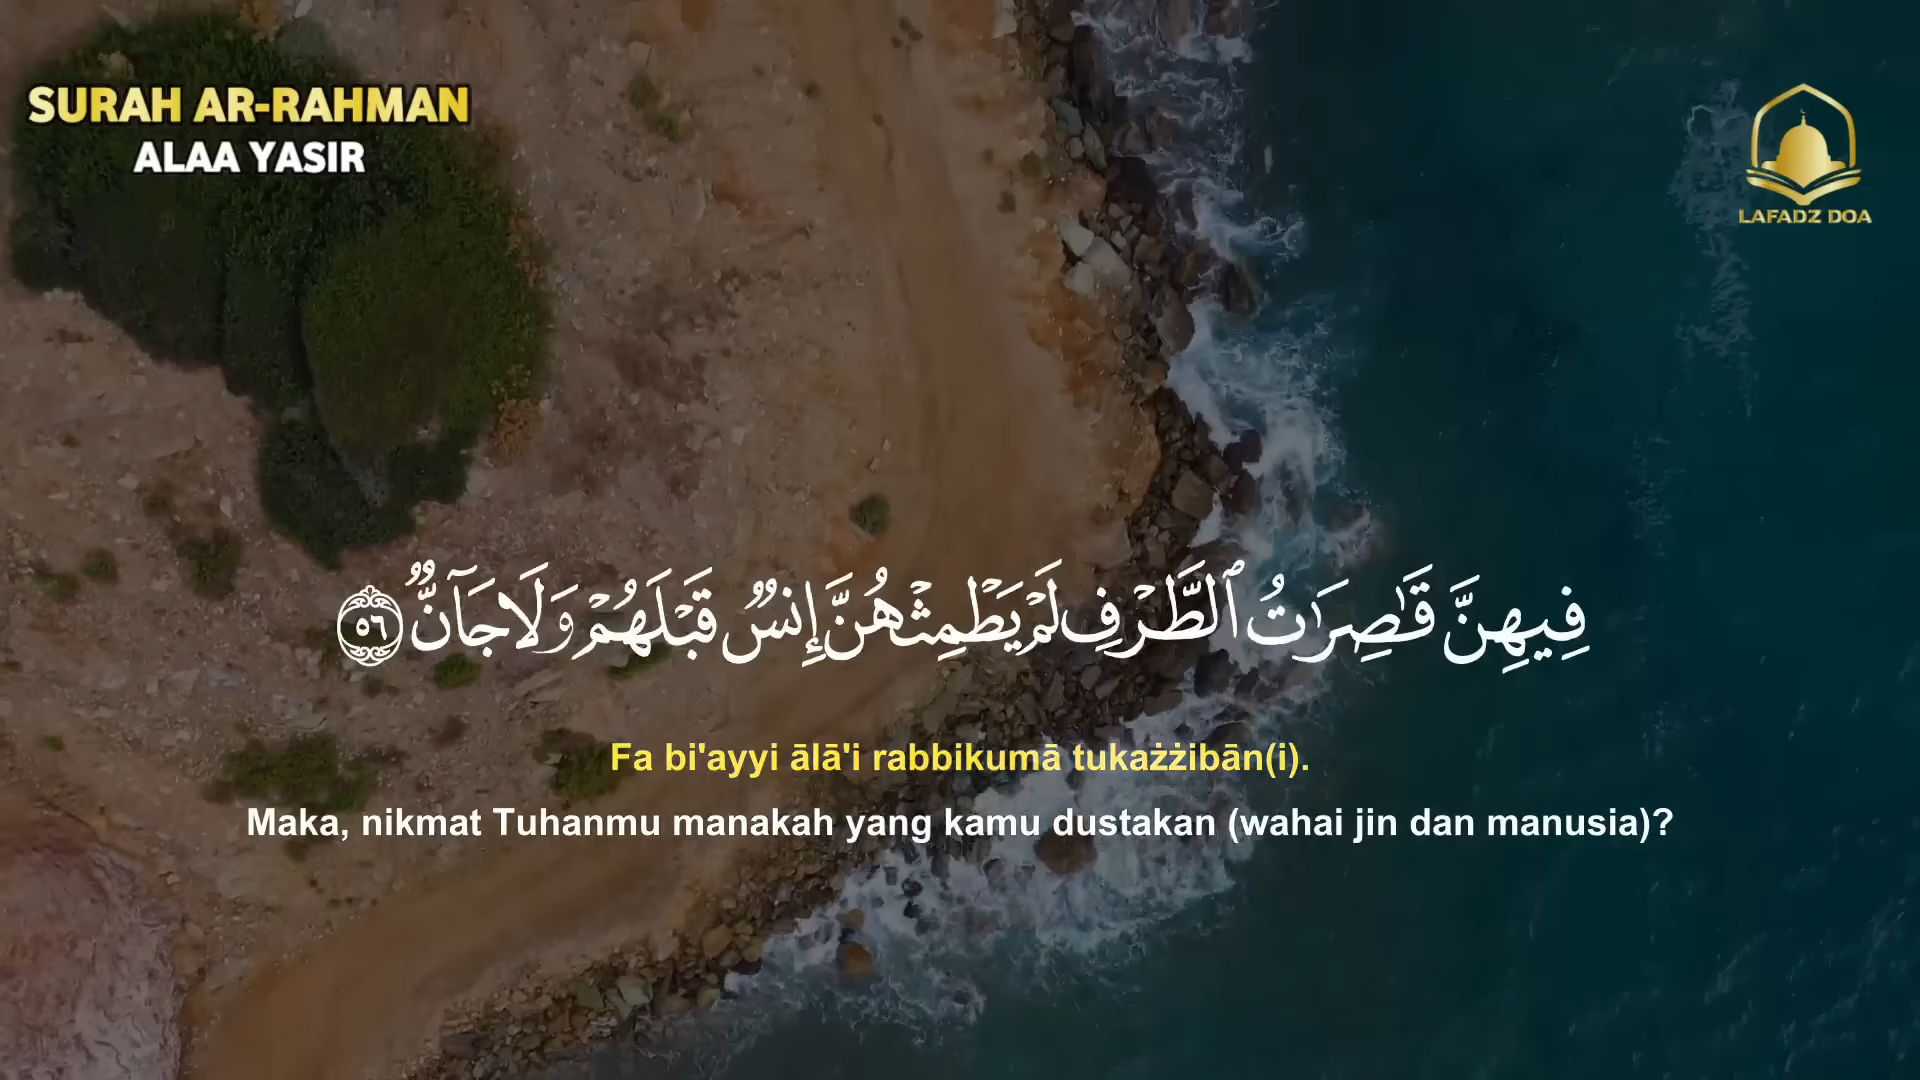 SURAH AR-RAHMAN
ALAA YASIR
LAFADZ DOA
فِيهِنَّ قَٰصِرَٰتُ ٱلطَّرْفِ لَمْ يَطْمِثْهُنَّ إِنسٌ قَبْلَهُمْ وَلَا جَآنٌّ ٥٦
Fa bi'ayyi ālā'i rabbikumā tukażżibān(i).
Maka, nikmat Tuhanmu manakah yang kamu dustakan (wahai jin dan manusia)?